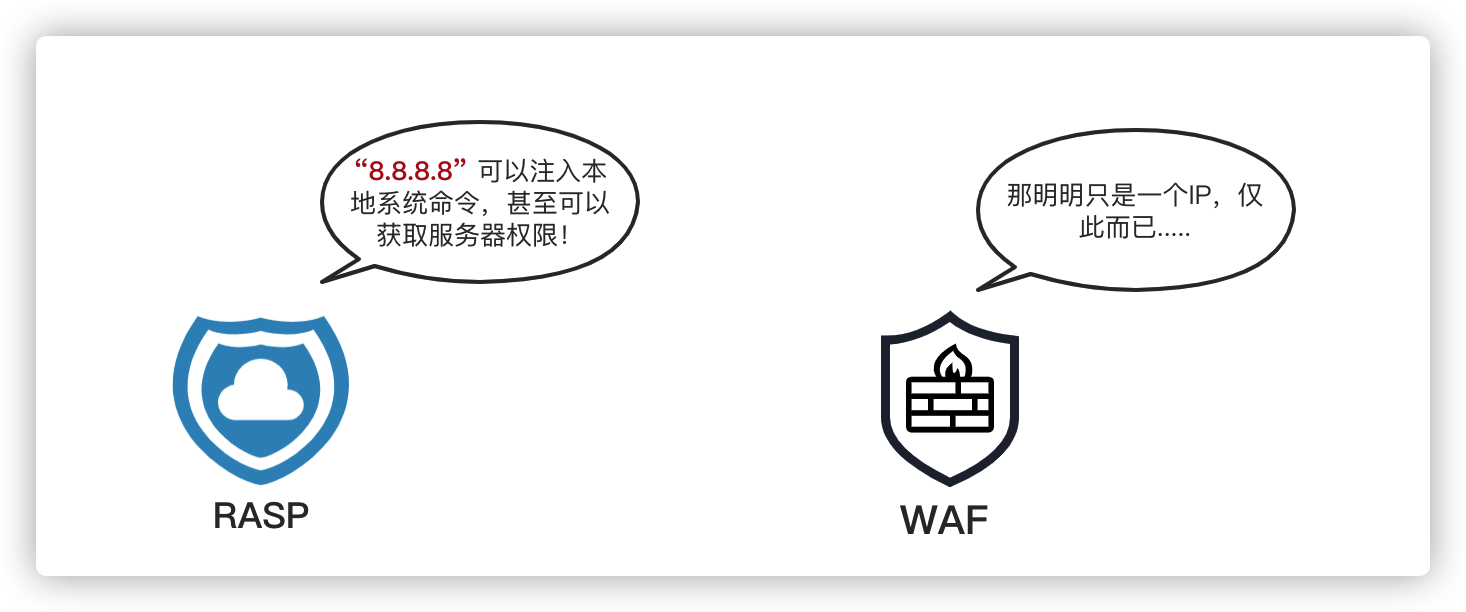 “8.8.8.8” 可以注入本
地系统命令，甚至可以
获取服务器权限！
那明明只是一个IP，仅
此而已.....
RASP
WAF